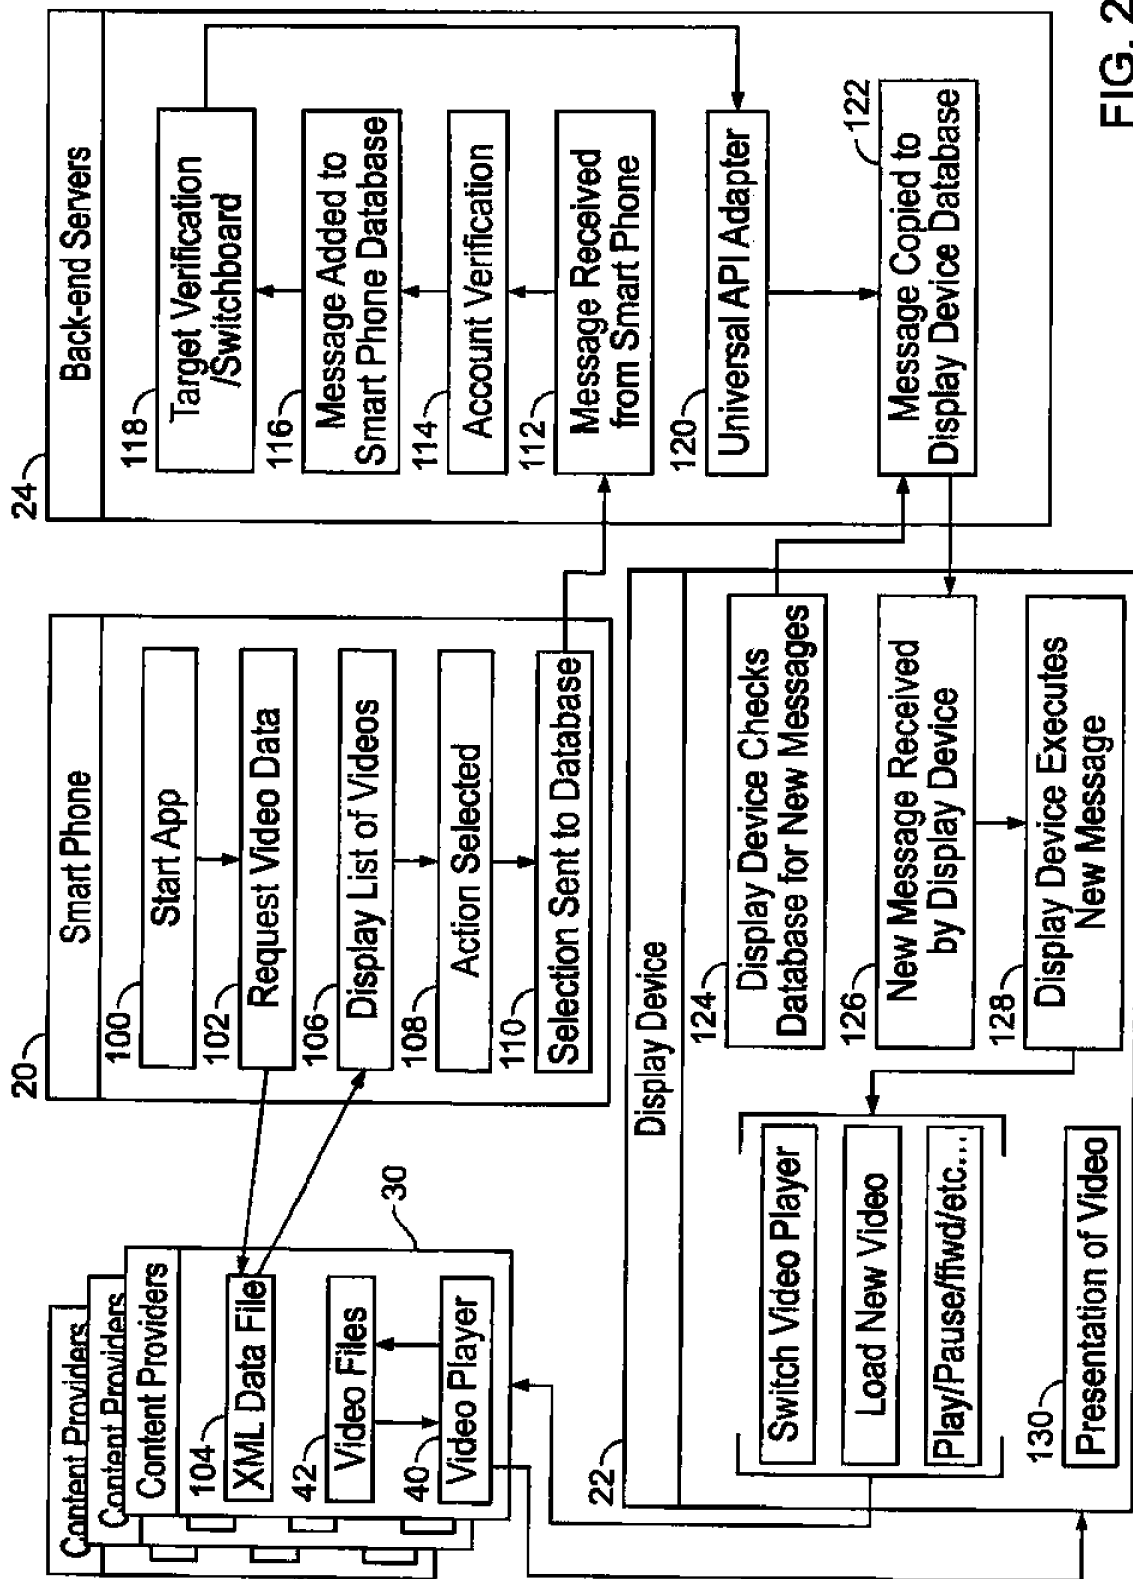 Content Providers
Content Providers
Content Providers
104
XML Data File
42
Video Files
40
Video Player
30
20
Smart Phone
100
Start App
102
Request Video Data
106
Display List of Videos
108
Action Selected
110
Selection Sent to Database
24
Back-end Servers
118
Target Verification
/Switchboard
116
Message Added to
Smart Phone Database
114
Account Verification
112
Message Received
from Smart Phone
120
Universal API Adapter
122
Message Copied to
Display Device Database
22
Display Device
Switch Video Player
Load New Video
Play/Pause/ffwd/etc...
130
Presentation of Video
124
Display Device Checks
Database for New Messages
126
New Message Received
by Display Device
128
Display Device Executes
New Message
FIG. 2